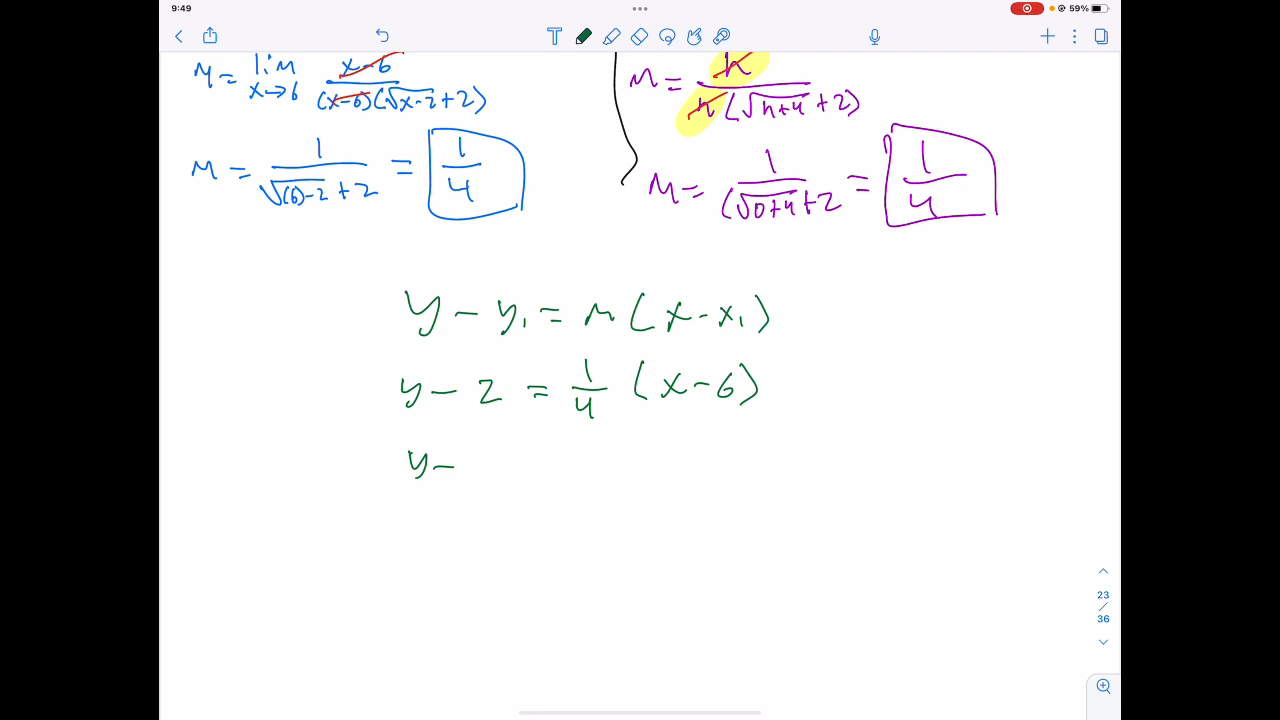 9:49
59%
M = lim x→6 x-6 / (x-6)(√x-2 + 2)
M = 1 / √(6)-2 + 2 = 1/4
M = h / h(√h+4 + 2)
M = 1 / (√0+4 + 2 = 1/4
y - y₁ = m(x - x₁)
y - 2 = 1/4 (x - 6)
y -
23
/
36